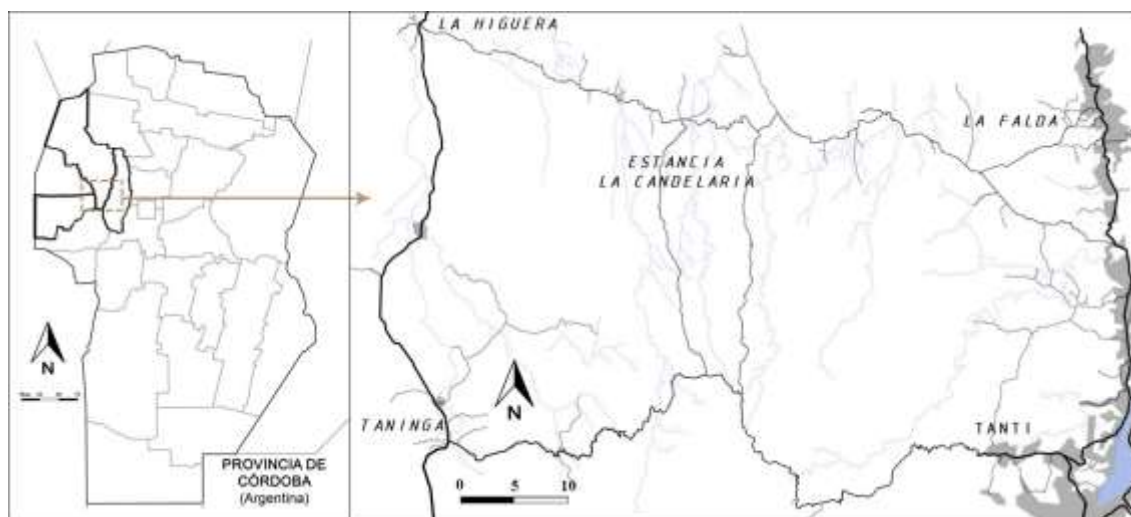 N
PROVINCIA DE
CÓRDOBA
(Argentina)
LA HIGUERA
LA FALDA
ESTANCIA
LA CANDELARIA
TANINGA
N
TANTI
0 5 10